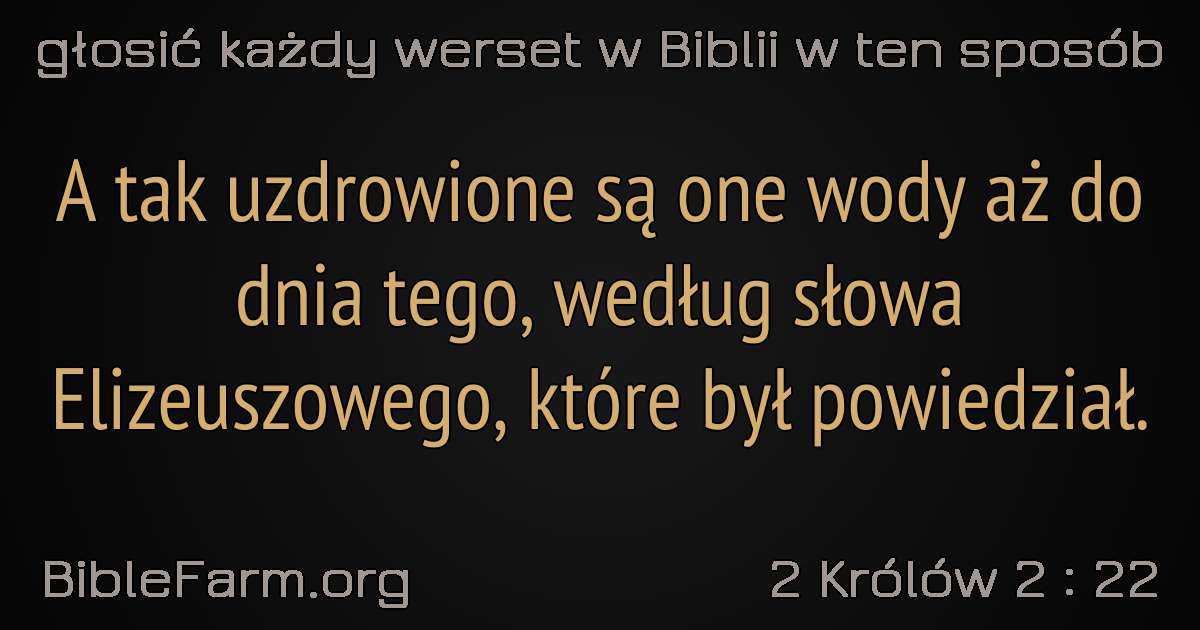 głosić każdy werset w Biblii w ten sposób
A tak uzdrowione są one wody aż do
dnia tego, według słowa
Elizeuszowego, które był powiedział.
BibleFarm.org
2 Królów 2 : 22